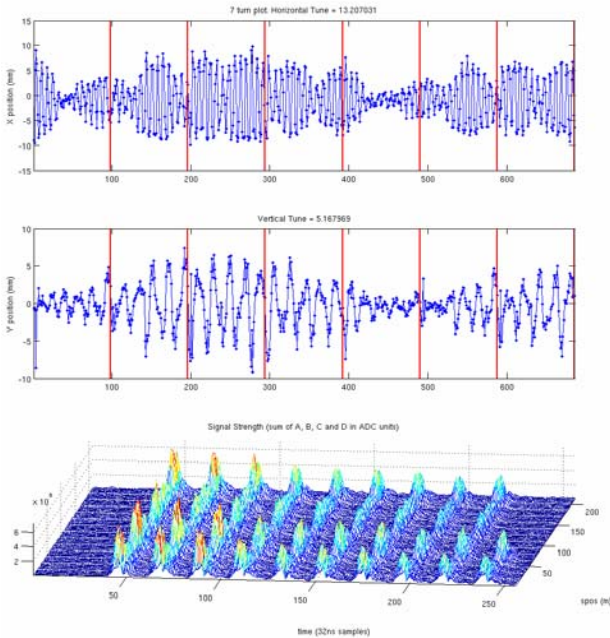 7 turn plot: Horizontal Tune = 13.207031
X position (mm)
15
10
5
0
-5
-10
-15
100 200 300 400 500 600
Vertical Tune = 5.167969
Y position (mm)
10
5
0
-5
-10
100 200 300 400 500 600
Signal Strength (sum of A, B, C and D in ADC units)
6
4
2
50 100 150 200 250
time (32ns samples)
50
100
150
200
spos (m)